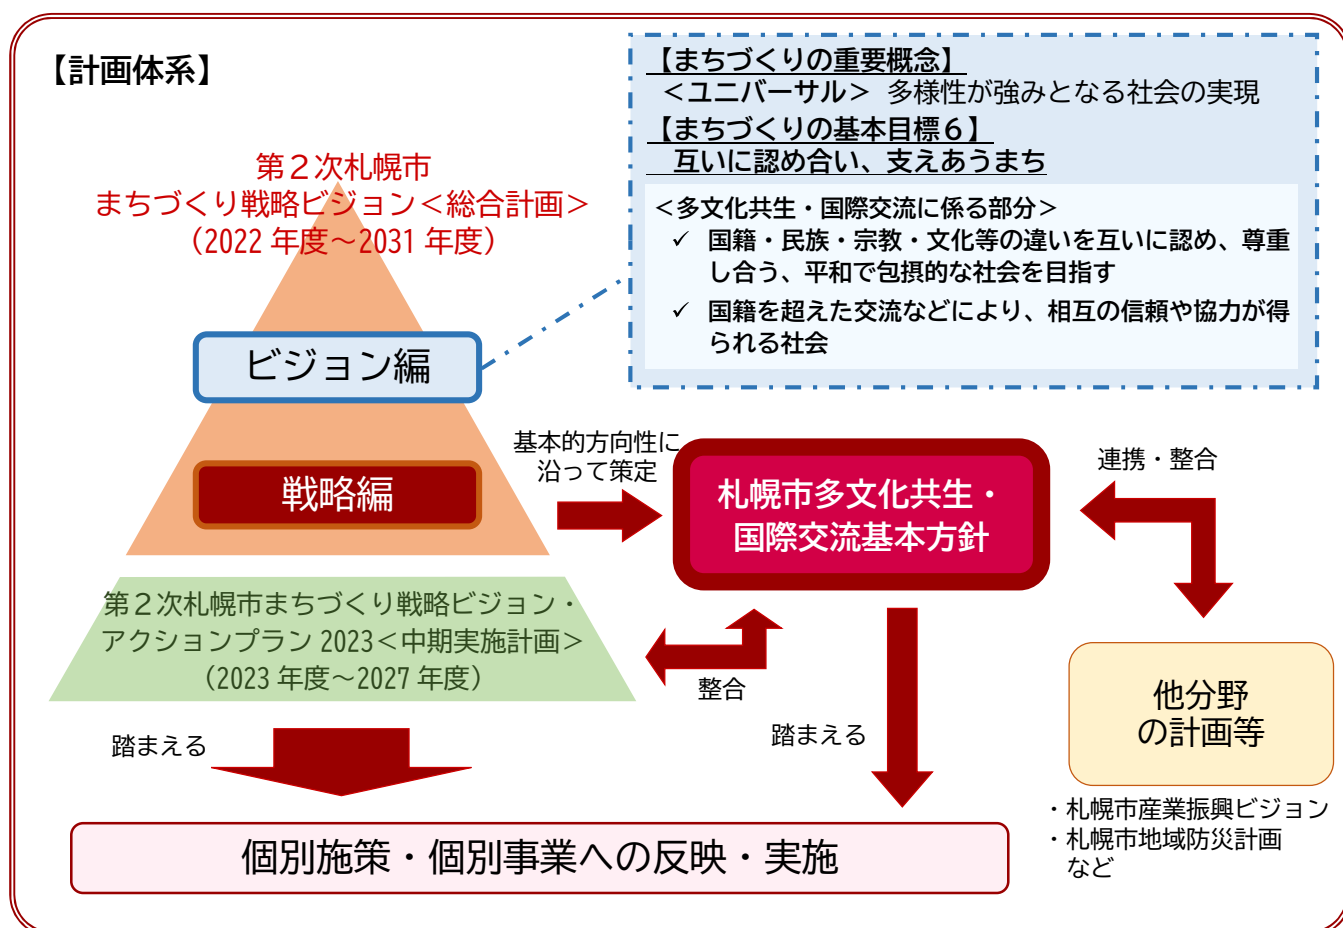 【計画体系】
【まちづくりの重要概念】
＜ユニバーサル＞ 多様性が強みとなる社会の実現
【まちづくりの基本目標６】
互いに認め合い、支えあうまち
＜多文化共生・国際交流に係る部分＞
✓ 国籍・民族・宗教・文化等の違いを互いに認め、尊重
し合う、平和で包摂的な社会を目指す
✓ 国籍を超えた交流などにより、相互の信頼や協力が得
られる社会
第２次札幌市
まちづくり戦略ビジョン＜総合計画＞
（2022 年度～2031 年度）
ビジョン編
戦略編
基本的方向性に
沿って策定
札幌市多文化共生・
国際交流基本方針
連携・整合
第２次札幌市まちづくり戦略ビジョン・
アクションプラン 2023＜中期実施計画＞
（2023 年度～2027 年度）
整合
他分野
の計画等
踏まえる
踏まえる
・札幌市産業振興ビジョン
・札幌市地域防災計画
など
個別施策・個別事業への反映・実施